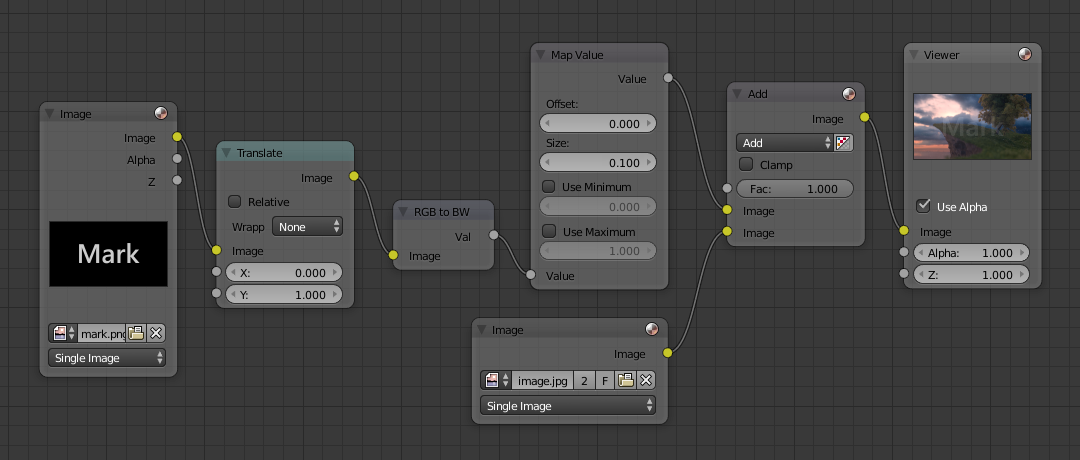 Image
Image
Alpha
Z
Mark
mark.png
Single Image
Translate
Image
Relative
Wrapp None
Image
X: 0.000
Y: 1.000
RGB to BW
Val
Image
Map Value
Value
Offset:
0.000
Size:
0.100
Use Minimum
0.000
Use Maximum
1.000
Value
Image
Image
image.jpg 2 F
Single Image
Add
Image
Add
Clamp
Fac: 1.000
Image
Image
Viewer
Mark
Use Alpha
Image
Alpha: 1.000
Z: 1.000